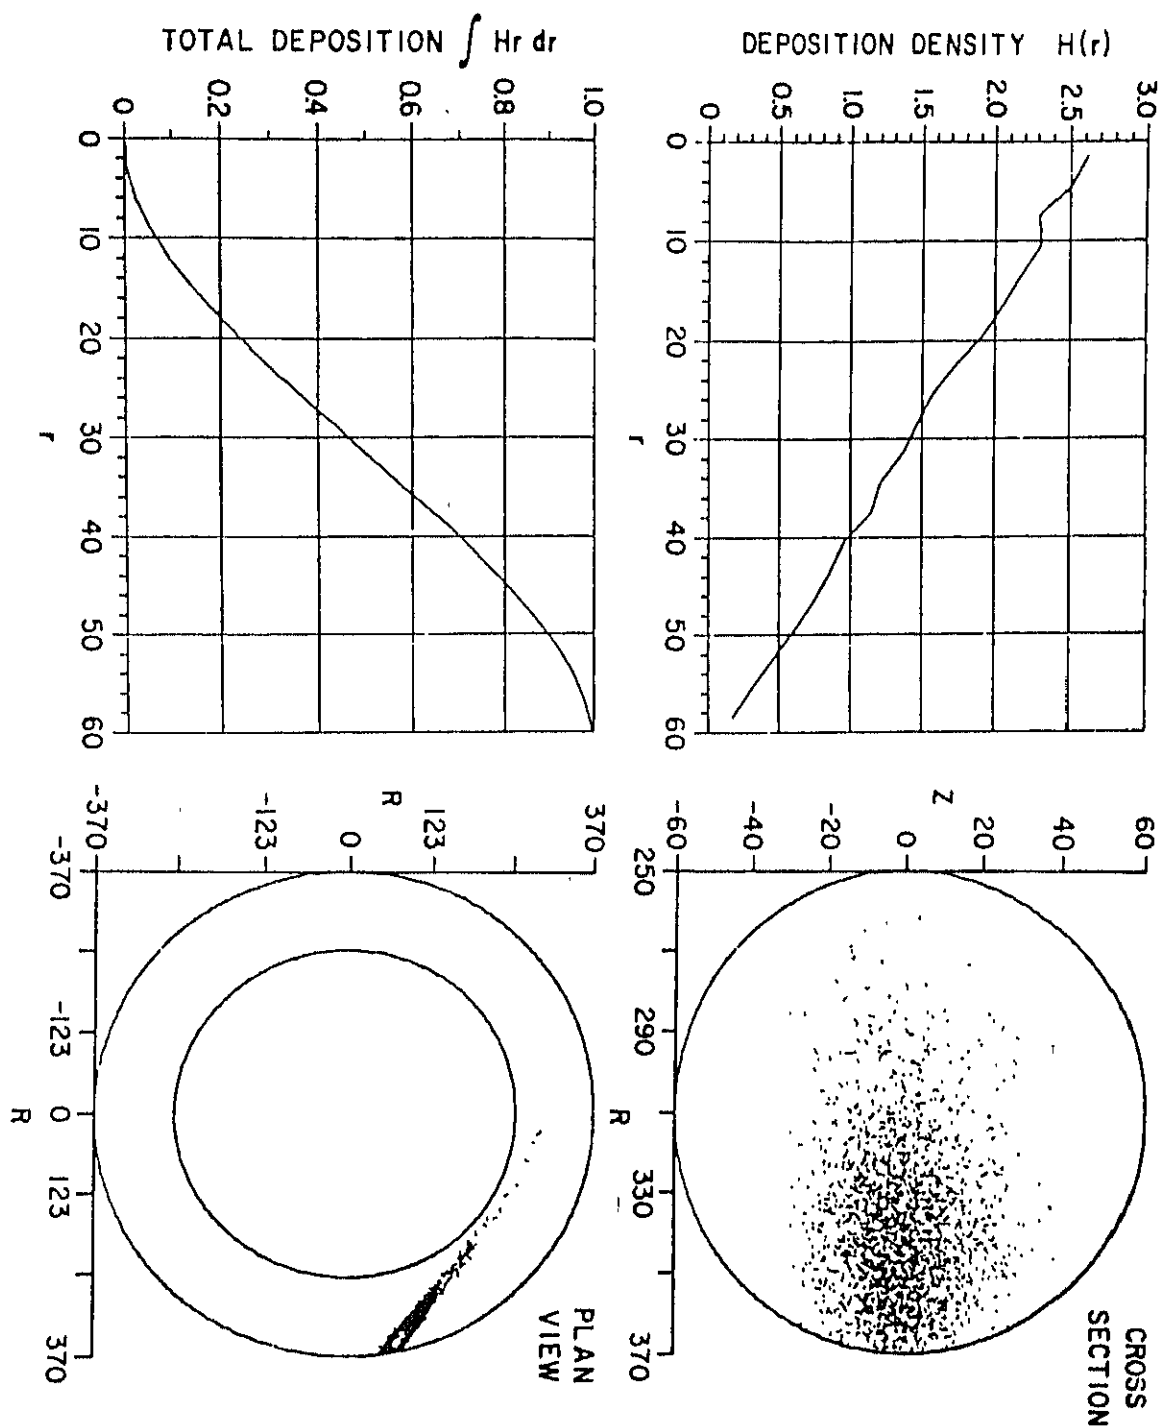 TOTAL DEPOSITION ∫ Hr dr
0 0.2 0.4 0.6 0.8 1.0
0 10 20 30 40 50 60
r
DEPOSITION DENSITY H(r)
0 0.5 1.0 1.5 2.0 2.5 3.0
0 10 20 30 40 50 60
r
PLAN
VIEW
R
-370 -123 0 123 370
-370 -123 0 123 370
R
CROSS
SECTION
Z
-60 -40 -20 0 20 40 60
250 290 330 370
R